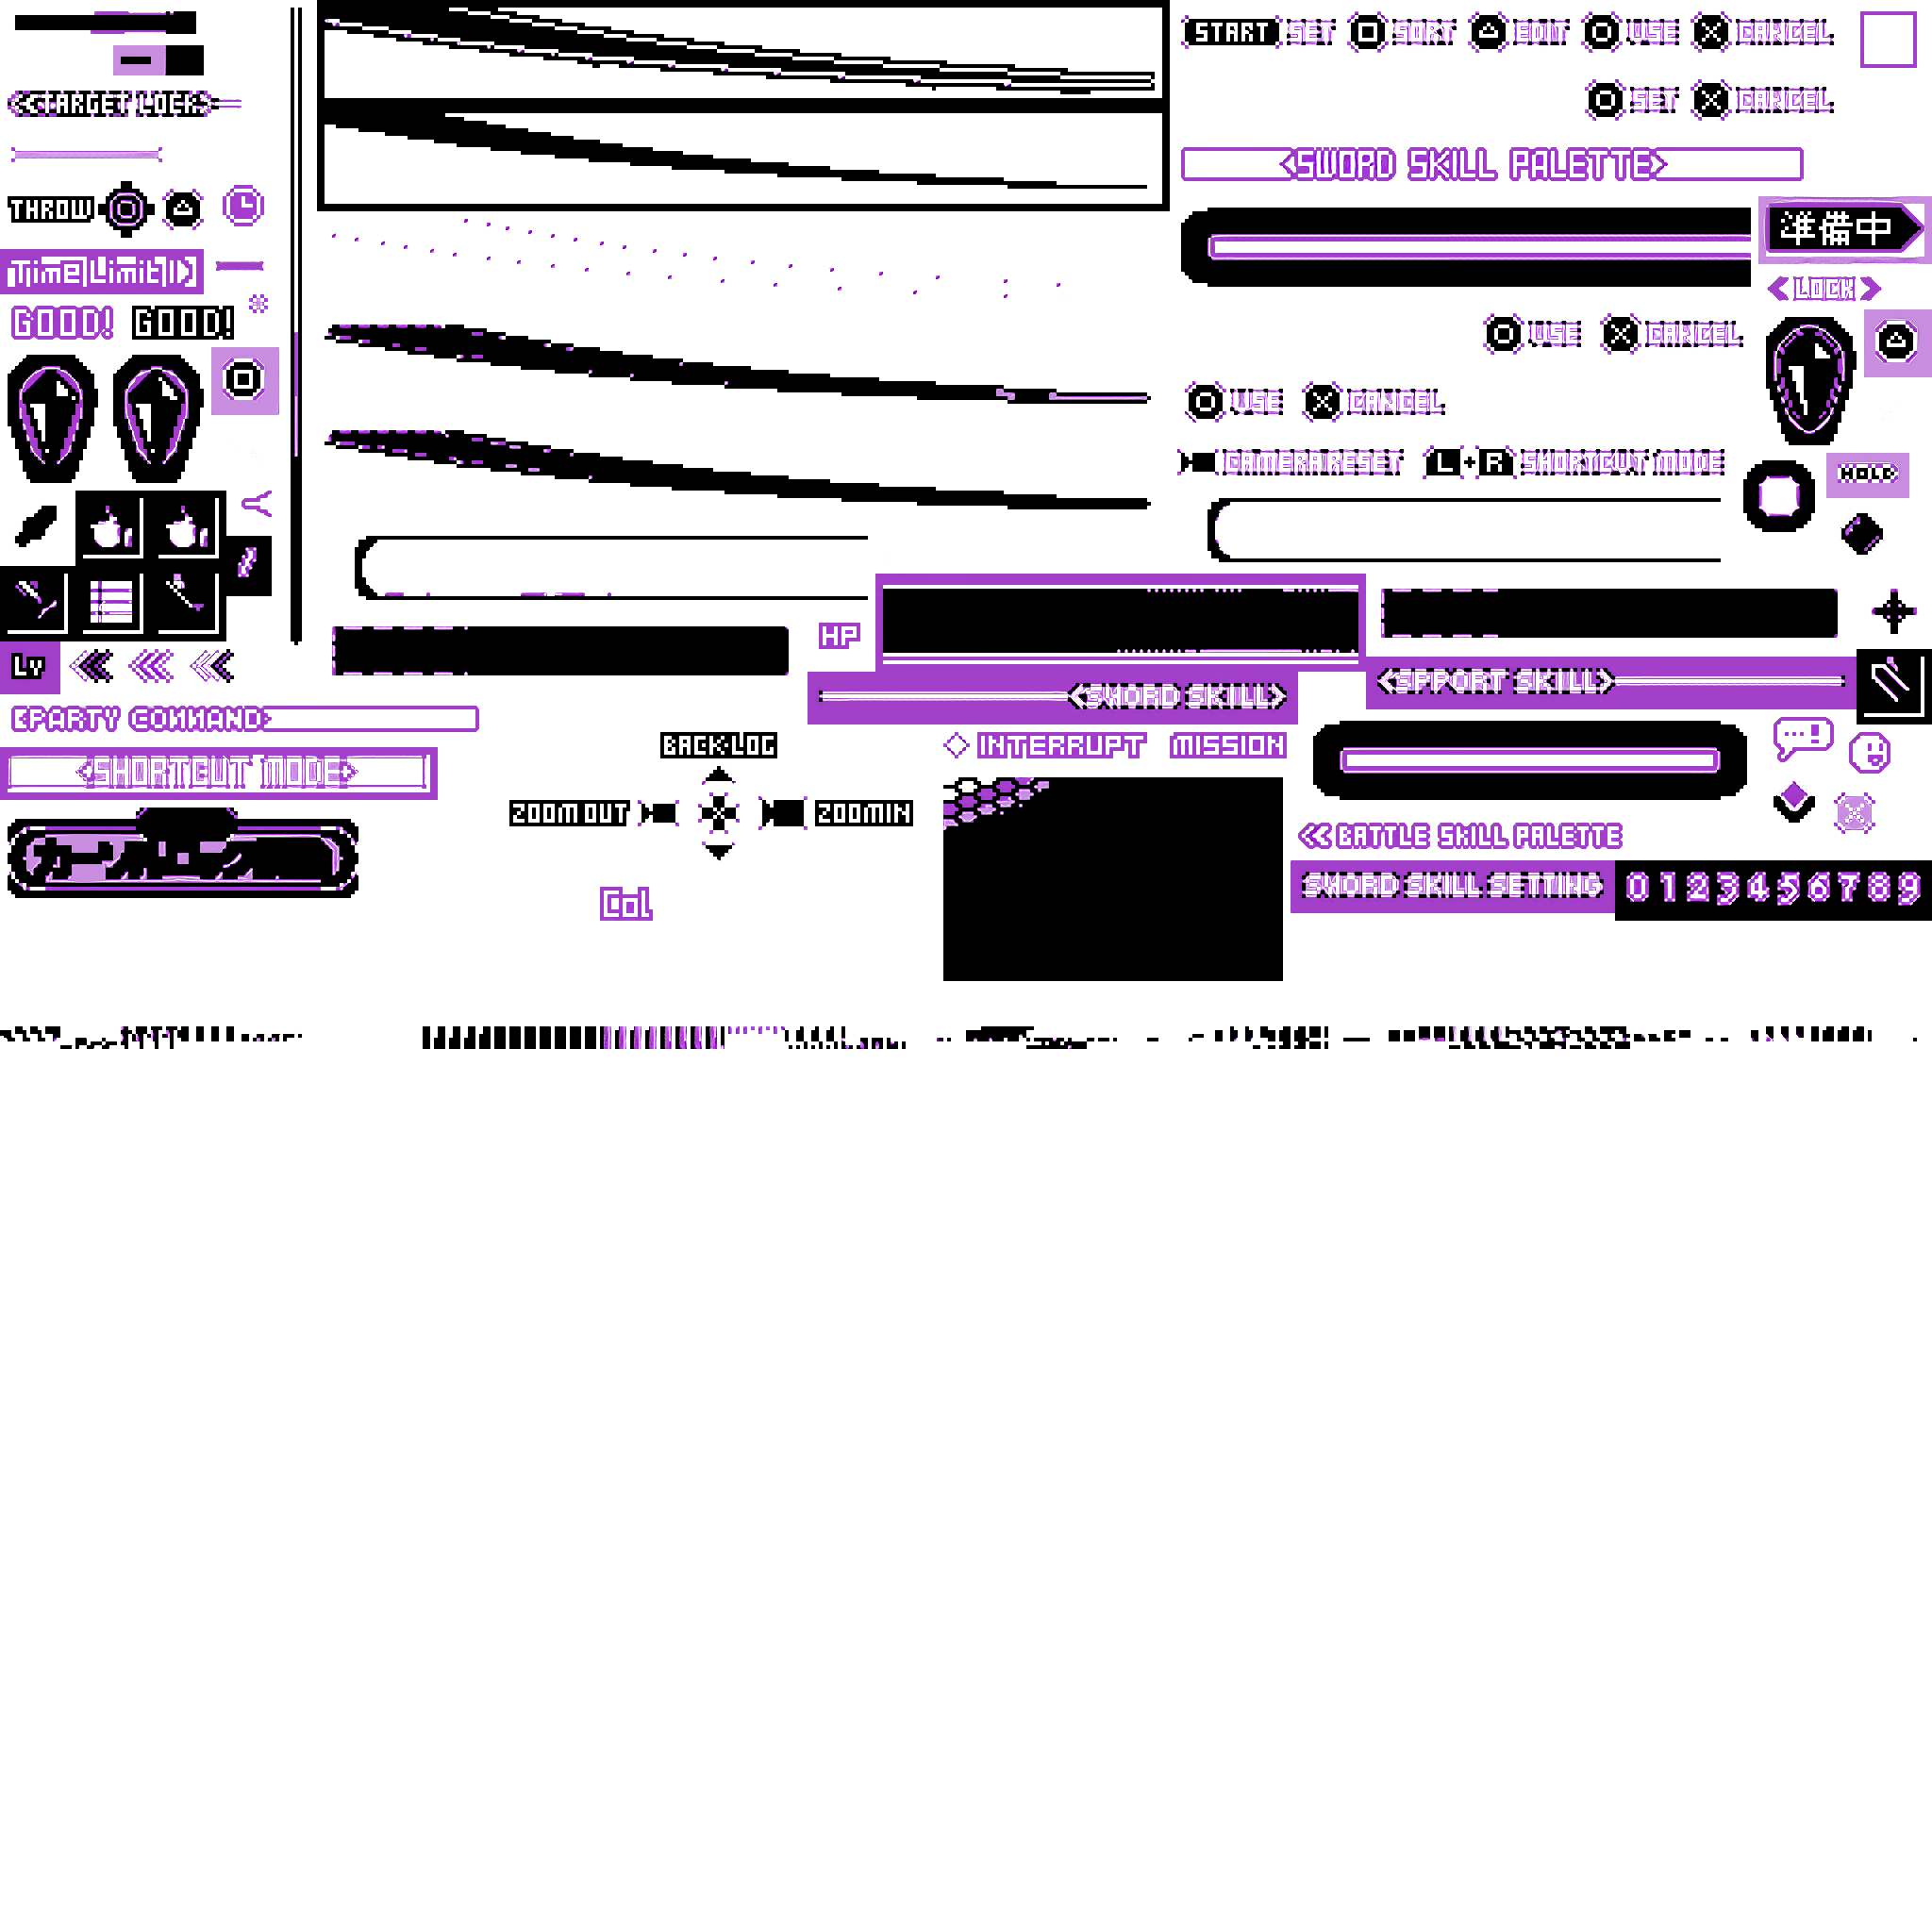 START SET SORT EDIT USE CANCEL
SET CANCEL
<<TARGET LOCK>>
<SWORD SKILL PALETTE>
THROW
準備中
Time Limit
<LOCK>
GOOD! GOOD!
USE CANCEL
USE CANCEL
CAMERA RESET L+R SHORTCUT MODE
HOLD
HP
Lv
<SWORD SKILL>
<SPPORT SKILL>
<PARTY COMMAND>
BACK LOG
INTERRUPT MISSION
<SHORTCUT MODE>
ZOOM OUT ZOOM IN
<< BATTLE SKILL PALETTE
SWORD SKILL SETTING 0 1 2 3 4 5 6 7 8 9
Col